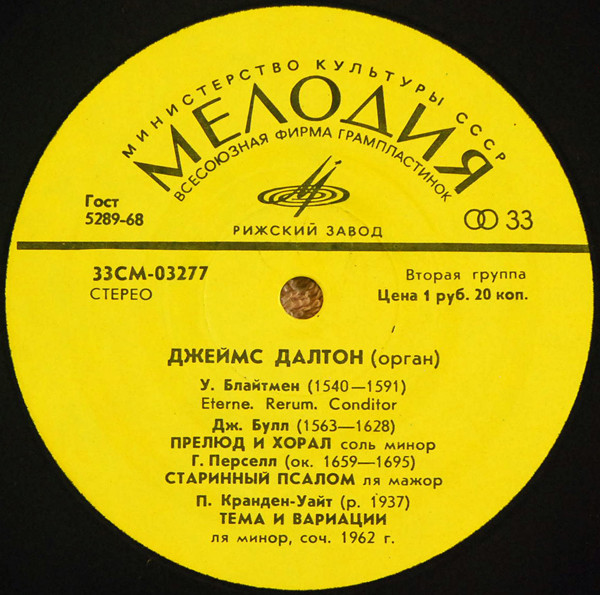 МИНИСТЕРСТВО КУЛЬТУРЫ СССР
МЕЛОДИЯ
ВСЕСОЮЗНАЯ ФИРМА ГРАМПЛАСТИНОК
Гост
5289-68
РИЖСКИЙ ЗАВОД
33
33СМ-03277
СТЕРЕО
Вторая группа
Цена 1 руб. 20 коп.
ДЖЕЙМС ДАЛТОН (орган)
У. Блайтмен (1540—1591)
Eterne. Rerum. Conditor
Дж. Булл (1563—1628)
ПРЕЛЮД И ХОРАЛ соль минор
Г. Перселл (ок. 1659—1695)
СТАРИННЫЙ ПСАЛОМ ля мажор
П. Кранден-Уайт (р. 1937)
ТЕМА И ВАРИАЦИИ
ля минор, соч. 1962 г.